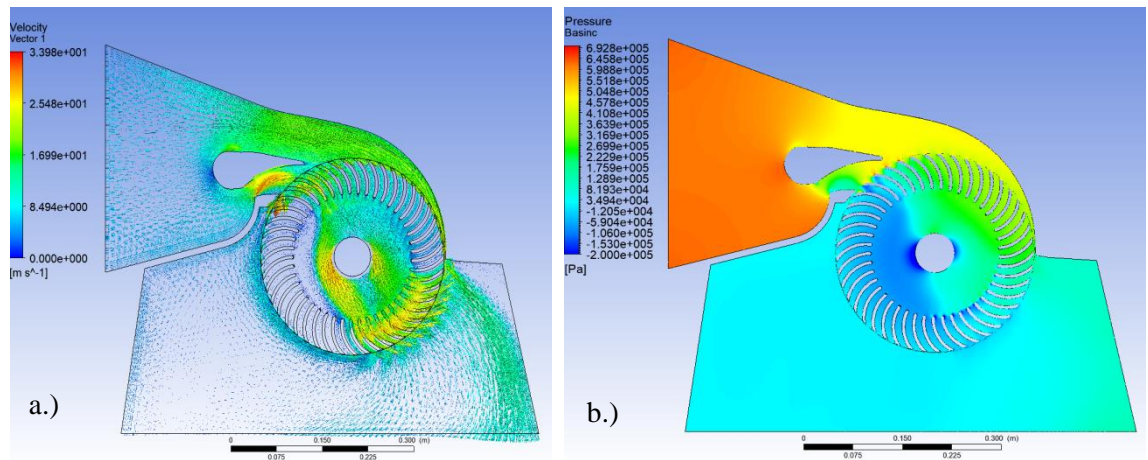 Velocity
Vector 1
3.398e+001
2.548e+001
1.699e+001
8.494e+000
0.000e+000
[m s^-1]
a.)
0 0.150 0.300 (m)
0.075 0.225
Pressure
Basinc
6.928e+005
6.458e+005
5.988e+005
5.518e+005
5.048e+005
4.578e+005
4.108e+005
3.639e+005
3.169e+005
2.699e+005
2.229e+005
1.759e+005
1.289e+005
8.193e+004
3.494e+004
-1.205e+004
-5.904e+004
-1.060e+005
-1.530e+005
-2.000e+005
[Pa]
b.)
0 0.150 0.300 (m)
0.075 0.225